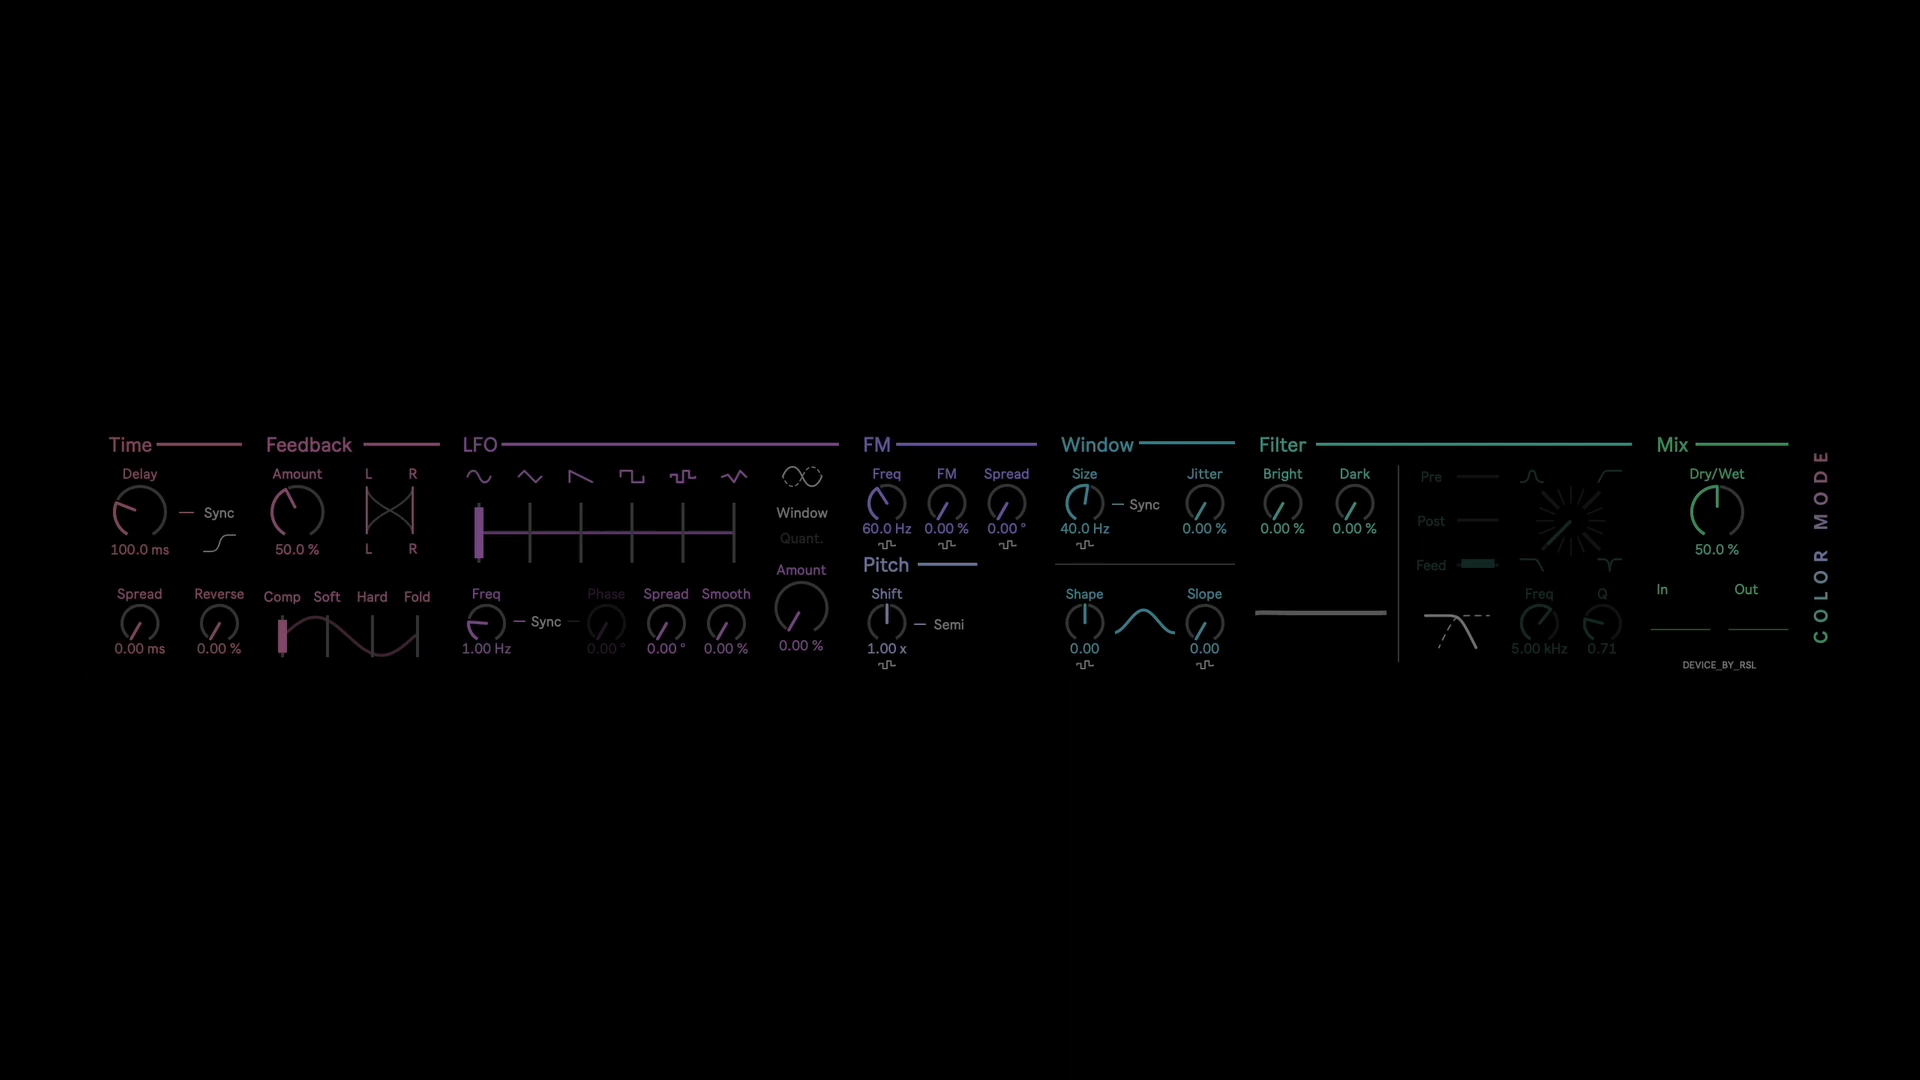 Time
Delay
100.0 ms
Sync
Spread
0.00 ms
Reverse
0.00 %
Feedback
Amount
50.0 %
L R
L R
Comp Soft Hard Fold
LFO
Window
Quant.
Amount
0.00 %
Freq
1.00 Hz
Sync
Phase
0.00 °
Spread
0.00 °
Smooth
0.00 %
FM
Freq
60.0 Hz
FM
0.00 %
Spread
0.00 °
Pitch
Shift
1.00 x
Semi
Window
Size
40.0 Hz
Sync
Jitter
0.00 %
Shape
0.00
Slope
0.00
Filter
Bright
0.00 %
Dark
0.00 %
Pre
Post
Feed
Freq
5.00 kHz
Q
0.71
Mix
Dry/Wet
50.0 %
In Out
DEVICE_BY_RSL
COLOR MODE